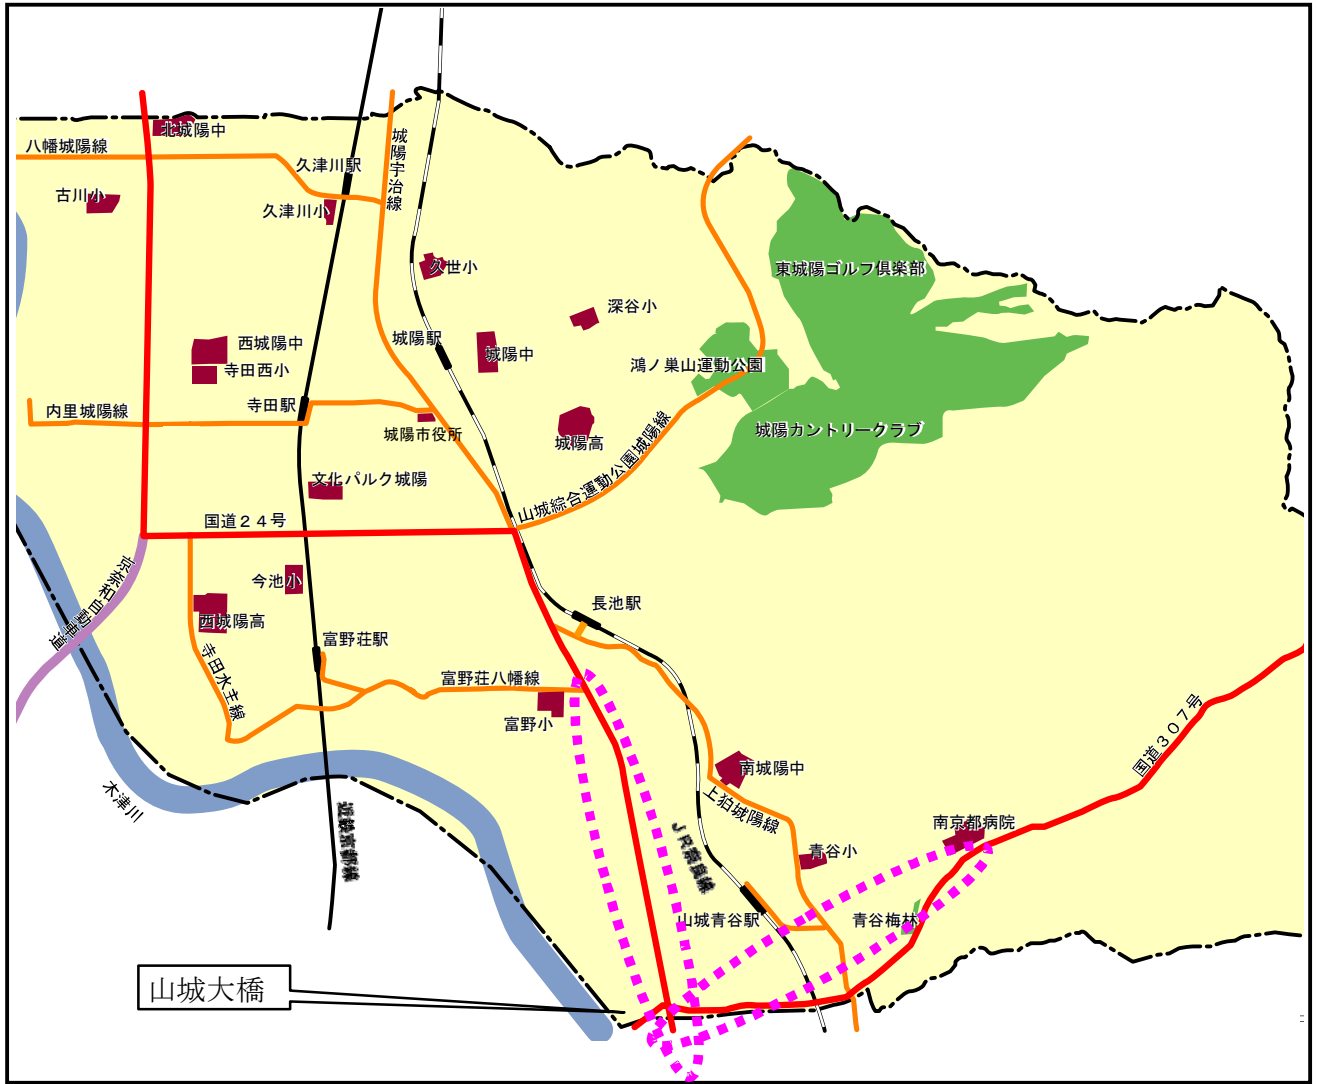 北城陽中
八幡城陽線
城陽宇治線
久津川駅
古川小
久津川小
久世小
東城陽ゴルフ倶楽部
深谷小
西城陽中
城陽駅
城陽中
鴻ノ巣山運動公園
寺田西小
寺田駅
内里城陽線
城陽市役所
城陽高
城陽カントリークラブ
山城綜合運動公園城陽線
文化パルク城陽
国道24号
京奈和自動車道
今池小
長池駅
西城陽高
富野荘駅
寺田水主線
富野荘八幡線
富野小
国道307号
南城陽中
木津川
上狛城陽線
近鉄京都線
JR奈良線
南京都病院
青谷小
山城青谷駅
青谷梅林
山城大橋